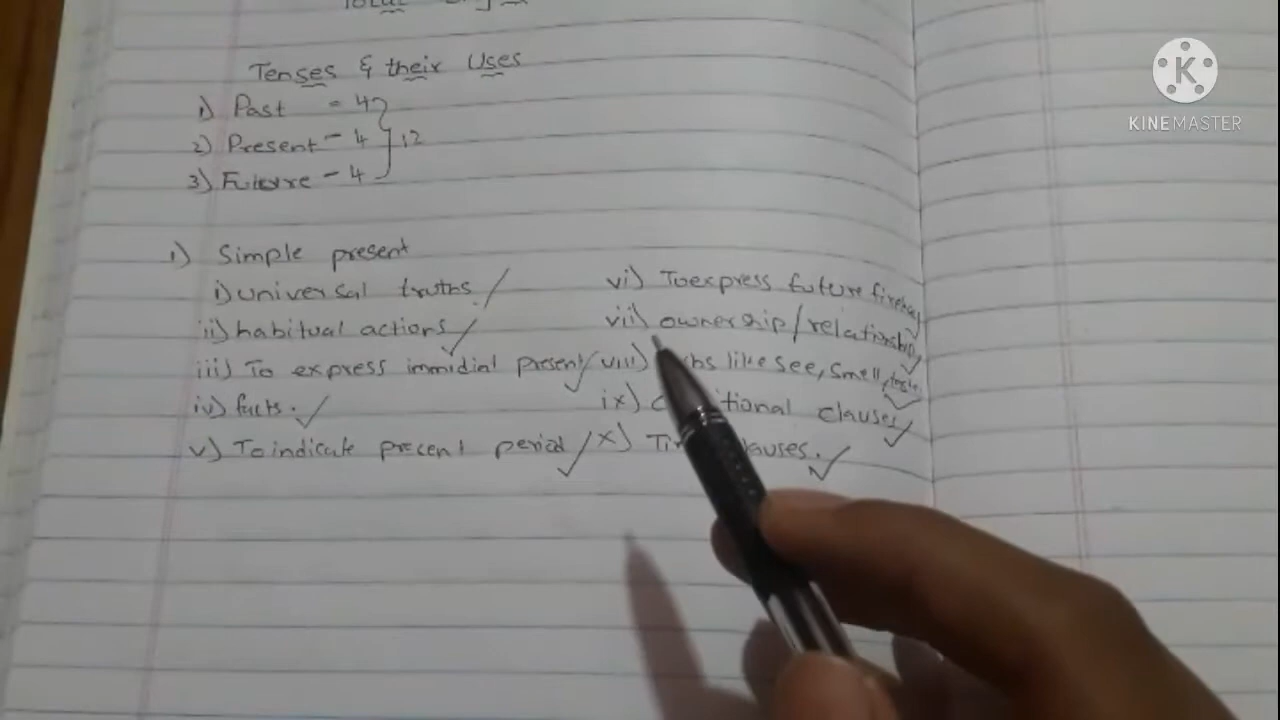 Tenses & their Uses
1) Past = 4
2) Present - 4
3) Future - 4
12
1) Simple present
i) universal truths
ii) habitual actions
iii) To express immidial present
iv) facts.
v) To indicate present period
vi) To express future
vii) ownership/relationship
viii) like see, smell, taste
ix) clauses
x)
KINEMASTER